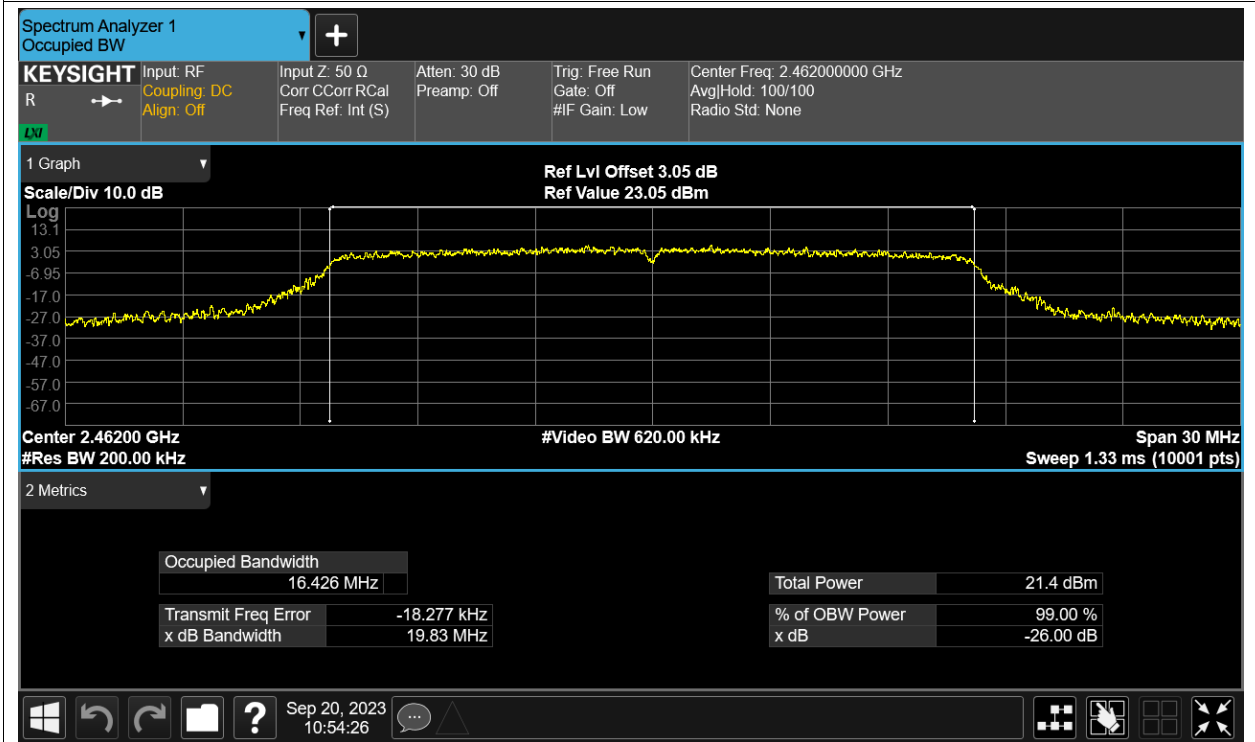 Spectrum Analyzer 1
Occupied BW
KEYSIGHT
R
LXI
Input: RF
Coupling: DC
Align: Off
Input Z: 50 Ω
Corr CCorr RCal
Freq Ref: Int (S)
Atten: 30 dB
Preamp: Off
Trig: Free Run
Gate: Off
#IF Gain: Low
Center Freq: 2.462000000 GHz
Avg|Hold: 100/100
Radio Std: None
1 Graph
Scale/Div 10.0 dB
Ref Lvl Offset 3.05 dB
Ref Value 23.05 dBm
Log
13.1
3.05
-6.95
-17.0
-27.0
-37.0
-47.0
-57.0
-67.0
Center 2.46200 GHz
#Video BW 620.00 kHz
Span 30 MHz
#Res BW 200.00 kHz
Sweep 1.33 ms (10001 pts)
2 Metrics
Occupied Bandwidth
16.426 MHz
Total Power 21.4 dBm
Transmit Freq Error -18.277 kHz
% of OBW Power 99.00 %
x dB Bandwidth 19.83 MHz
x dB -26.00 dB
?
Sep 20, 2023
10:54:26